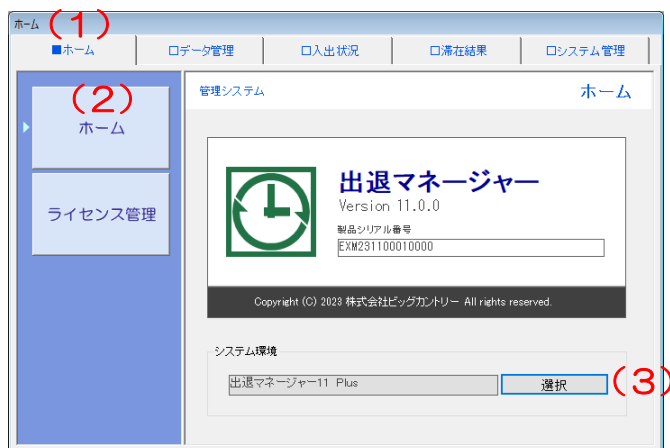 ホーム
(1)
■ホーム □データ管理 □入出状況 □滞在結果 □システム管理
(2)
ホーム
ライセンス管理
管理システム ホーム
出退マネージャー
Version 11.0.0
製品シリアル番号
EXM231100010000
Copyright (C) 2023 株式会社ビッグカントリー All rights reserved.
システム環境
出退マネージャー11 Plus 選択 (3)